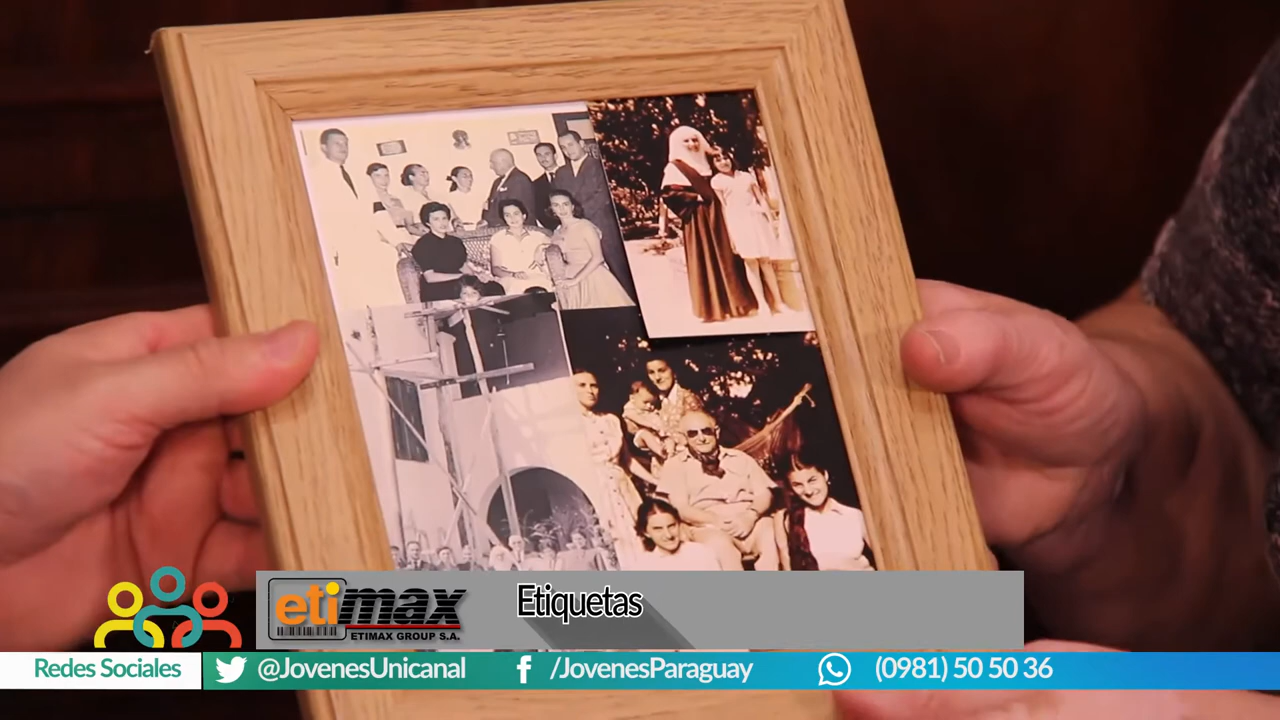 etimax
ETIMAX GROUP S.A.
Etiquetas
Redes Sociales
@JovenesUnicanal
/JovenesParaguay
(0981) 50 50 36